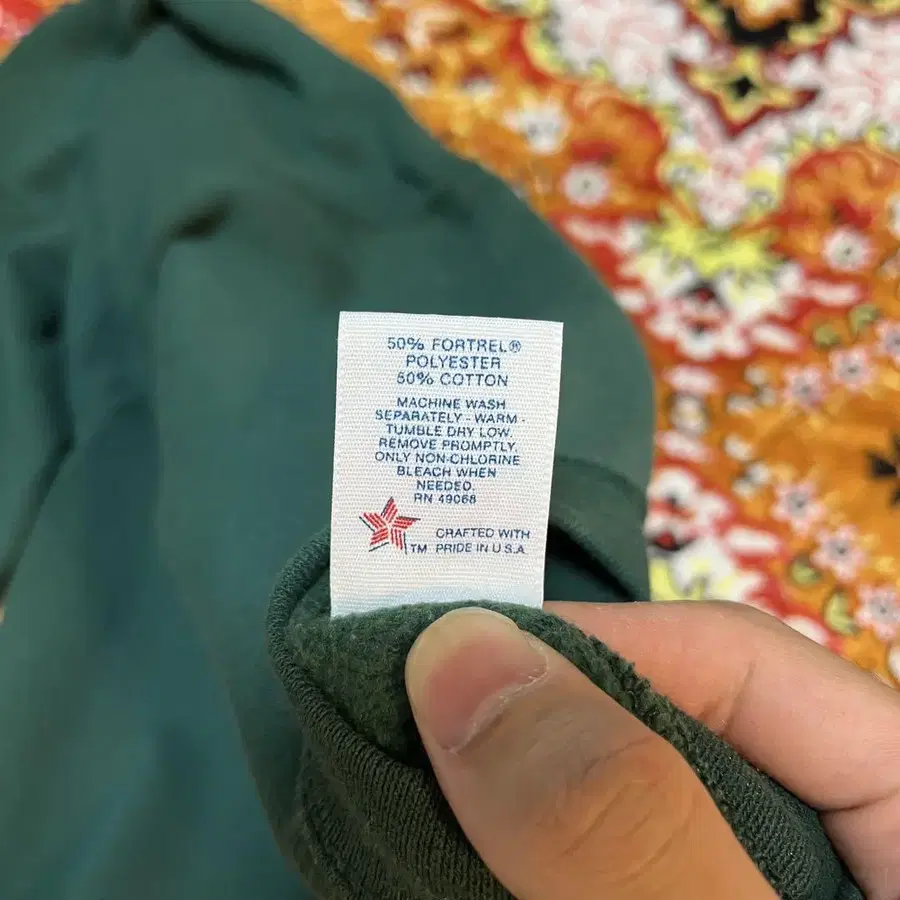 50% FORTREL®
POLYESTER
50% COTTON
MACHINE WASH
SEPARATELY - WARM -
TUMBLE DRY LOW.
REMOVE PROMPTLY.
ONLY NON-CHLORINE
BLEACH WHEN
NEEDED.
RN 49068
CRAFTED WITH
TM PRIDE IN U.S.A.